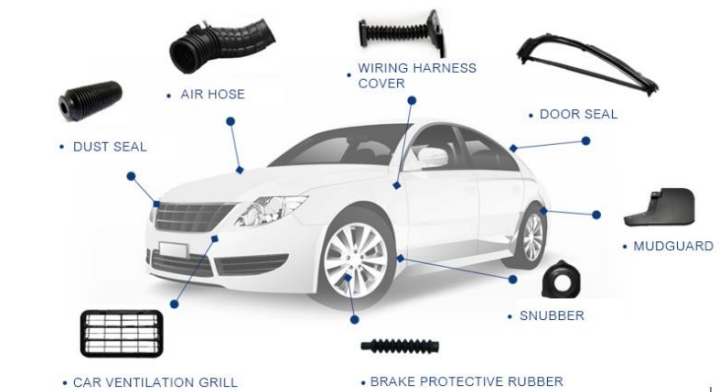 WIRING HARNESS
COVER
AIR HOSE
DOOR SEAL
DUST SEAL
MUDGUARD
SNUBBER
CAR VENTILATION GRILL
BRAKE PROTECTIVE RUBBER